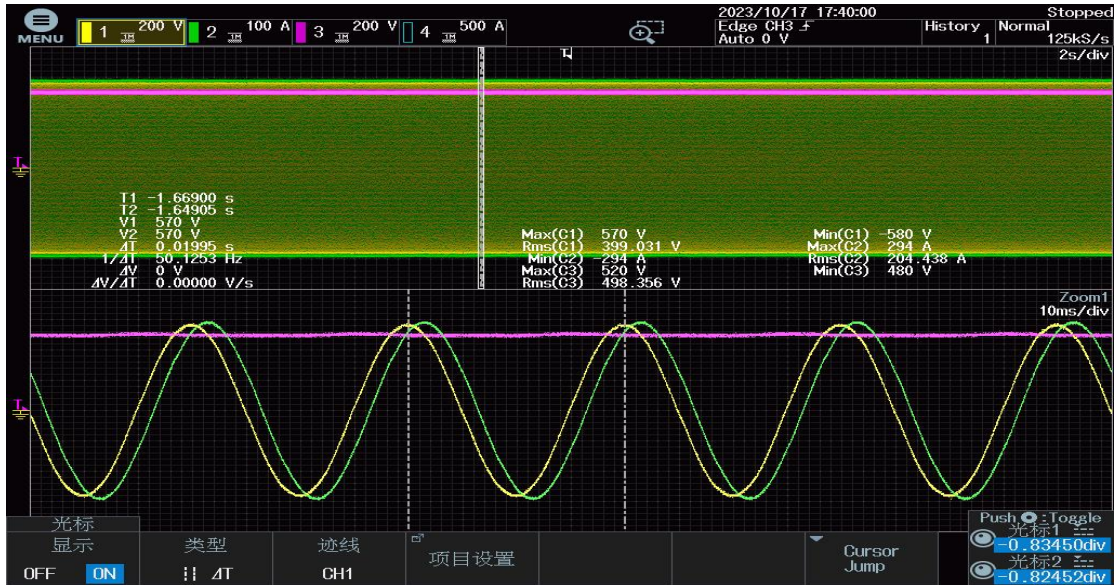 2023/10/17 17:40:00 Stopped
MENU 1 200 V 2 100 A 3 200 V 4 500 A Edge CH3 History Normal
Auto 0 V 1 125kS/s
2s/div
T1 -1.66900 s
T2 -1.64905 s
V1 570 V
V2 570 V Max(C1) 570 V Min(C1) -580 V
ΔT 0.01995 s Rms(C1) 399.031 V Max(C2) 294 A
1/ΔT 50.1253 Hz Min(C2) -294 A Rms(C2) 204.438 A
ΔV 0 V Max(C3) 520 V Min(C3) 480 V
ΔV/ΔT 0.00000 V/s Rms(C3) 498.356 V
Zoom1
10ms/div
光标 Push :Toggle
显示 类型 迹线 项目设置 Cursor Jump 光标1
-0.83450div
OFF ON ΔT CH1 光标2
-0.82452div